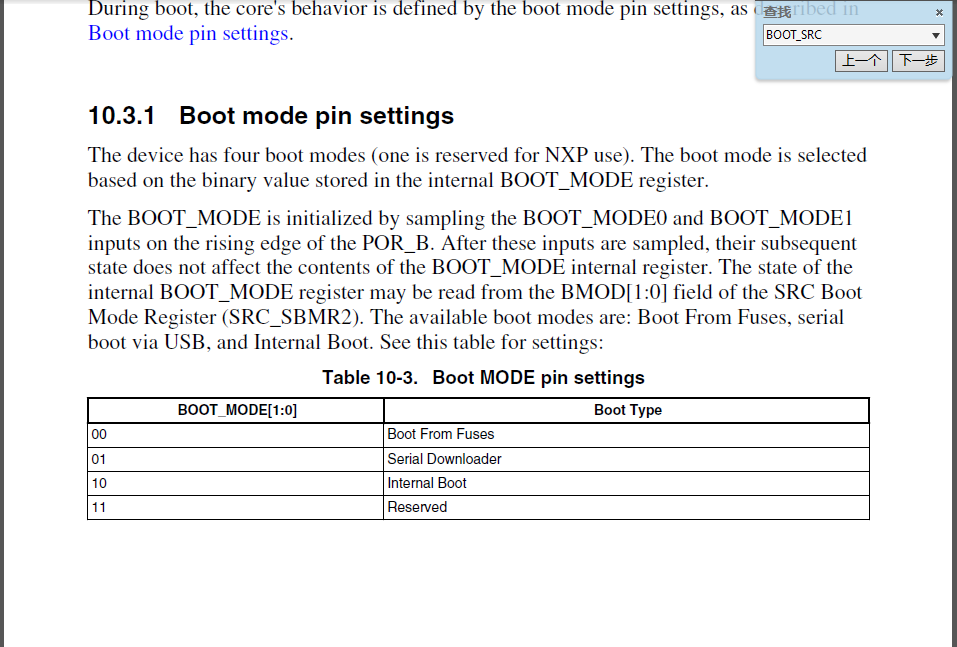 During boot, the core's behavior is defined by the boot mode pin settings, as described in
Boot mode pin settings.
查找
×
BOOT_SRC
上一个 下一步
10.3.1 Boot mode pin settings
The device has four boot modes (one is reserved for NXP use). The boot mode is selected
based on the binary value stored in the internal BOOT_MODE register.
The BOOT_MODE is initialized by sampling the BOOT_MODE0 and BOOT_MODE1
inputs on the rising edge of the POR_B. After these inputs are sampled, their subsequent
state does not affect the contents of the BOOT_MODE internal register. The state of the
internal BOOT_MODE register may be read from the BMOD[1:0] field of the SRC Boot
Mode Register (SRC_SBMR2). The available boot modes are: Boot From Fuses, serial
boot via USB, and Internal Boot. See this table for settings:
Table 10-3. Boot MODE pin settings
BOOT_MODE[1:0] Boot Type
00 Boot From Fuses
01 Serial Downloader
10 Internal Boot
11 Reserved